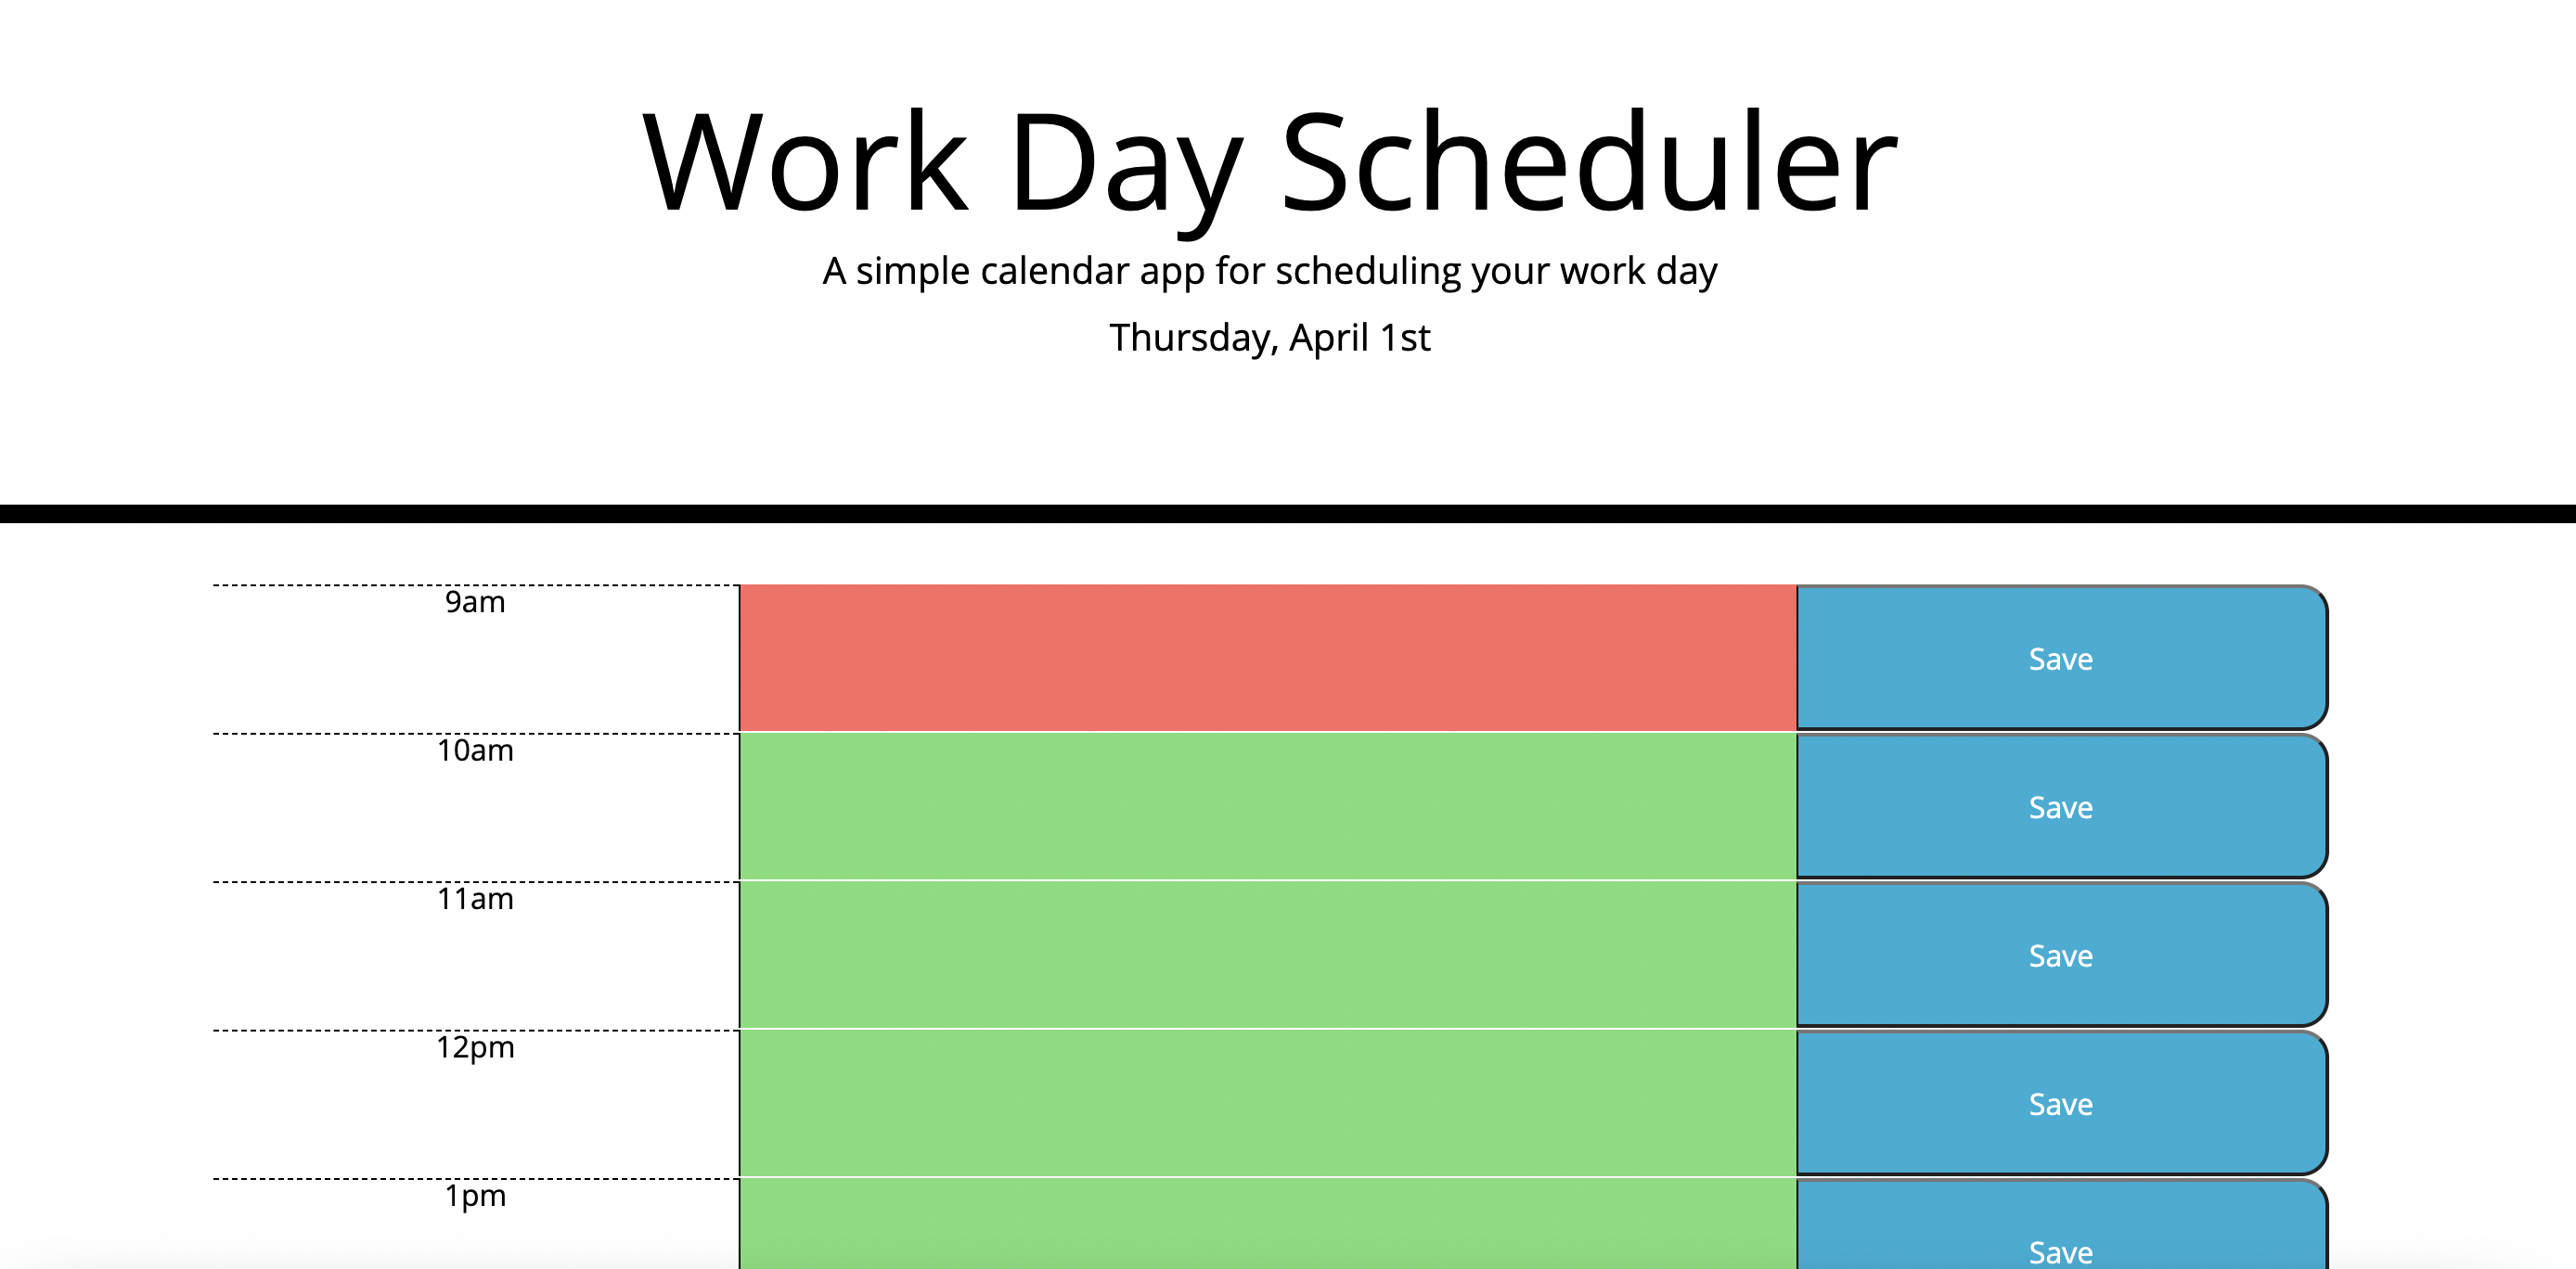 Work Day Scheduler
A simple calendar app for scheduling your work day
Thursday, April 1st
9am
Save
10am
Save
11am
Save
12pm
Save
1pm
Save